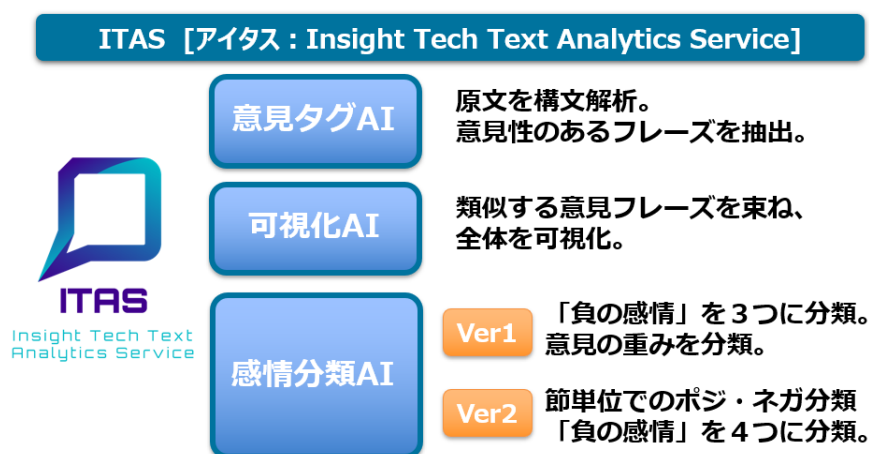 ITAS [アイタス：Insight Tech Text Analytics Service]
意見タグAI
原文を構文解析。
意見性のあるフレーズを抽出。
可視化AI
類似する意見フレーズを束ね、
全体を可視化。
ITAS
Insight Tech Text
Analytics Service
感情分類AI
Ver1
「負の感情」を３つに分類。
意見の重みを分類。
Ver2
節単位でのポジ・ネガ分類
「負の感情」を４つに分類。